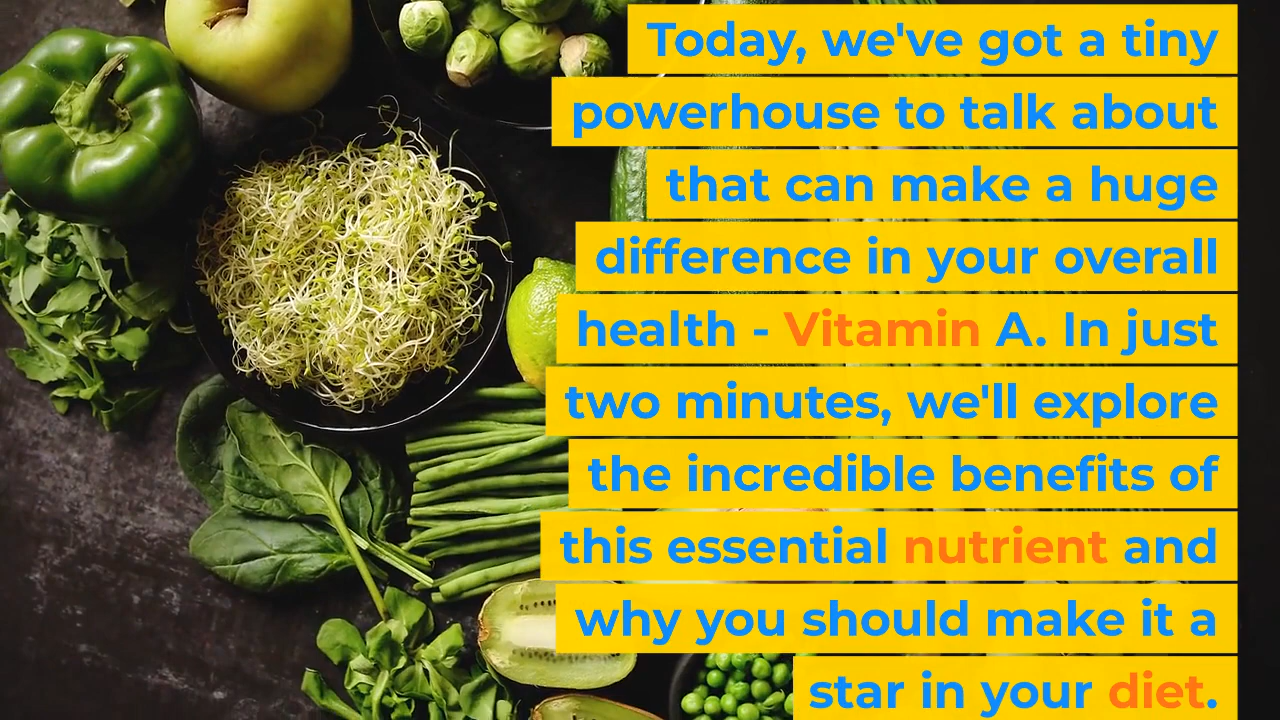 Today, we've got a tiny
powerhouse to talk about
that can make a huge
difference in your overall
health - Vitamin A. In just
two minutes, we'll explore
the incredible benefits of
this essential nutrient and
why you should make it a
star in your diet.